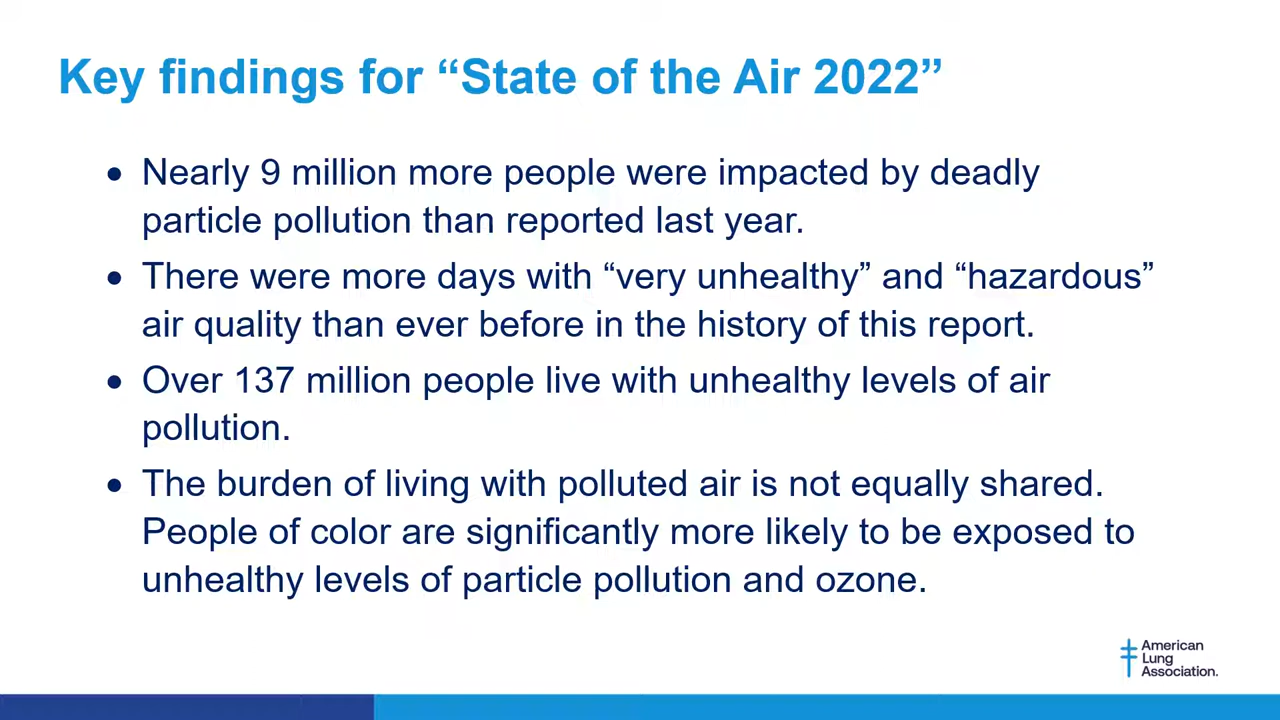 Key findings for “State of the Air 2022”
• Nearly 9 million more people were impacted by deadly
particle pollution than reported last year.
• There were more days with “very unhealthy” and “hazardous”
air quality than ever before in the history of this report.
• Over 137 million people live with unhealthy levels of air
pollution.
• The burden of living with polluted air is not equally shared.
People of color are significantly more likely to be exposed to
unhealthy levels of particle pollution and ozone.
American
Lung
Association.